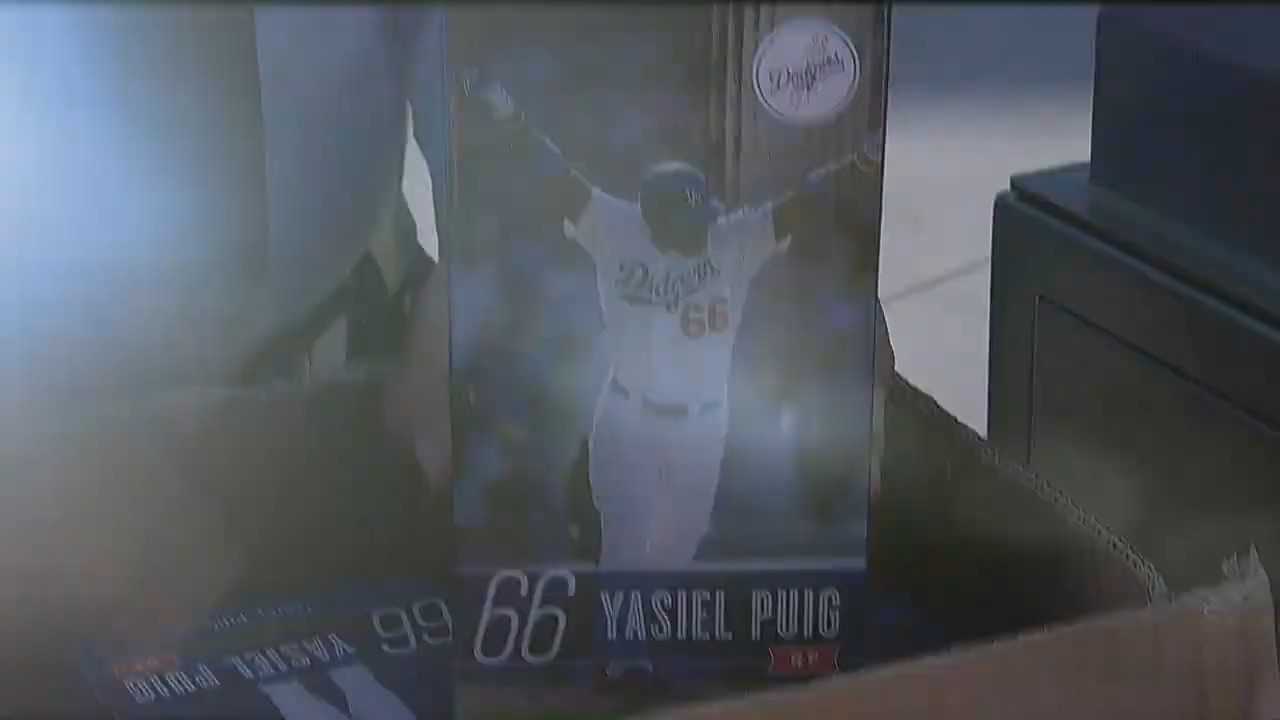 Dodgers
Dodgers
66
66 YASIEL PUIG
RF
YASIEL PUIG 66